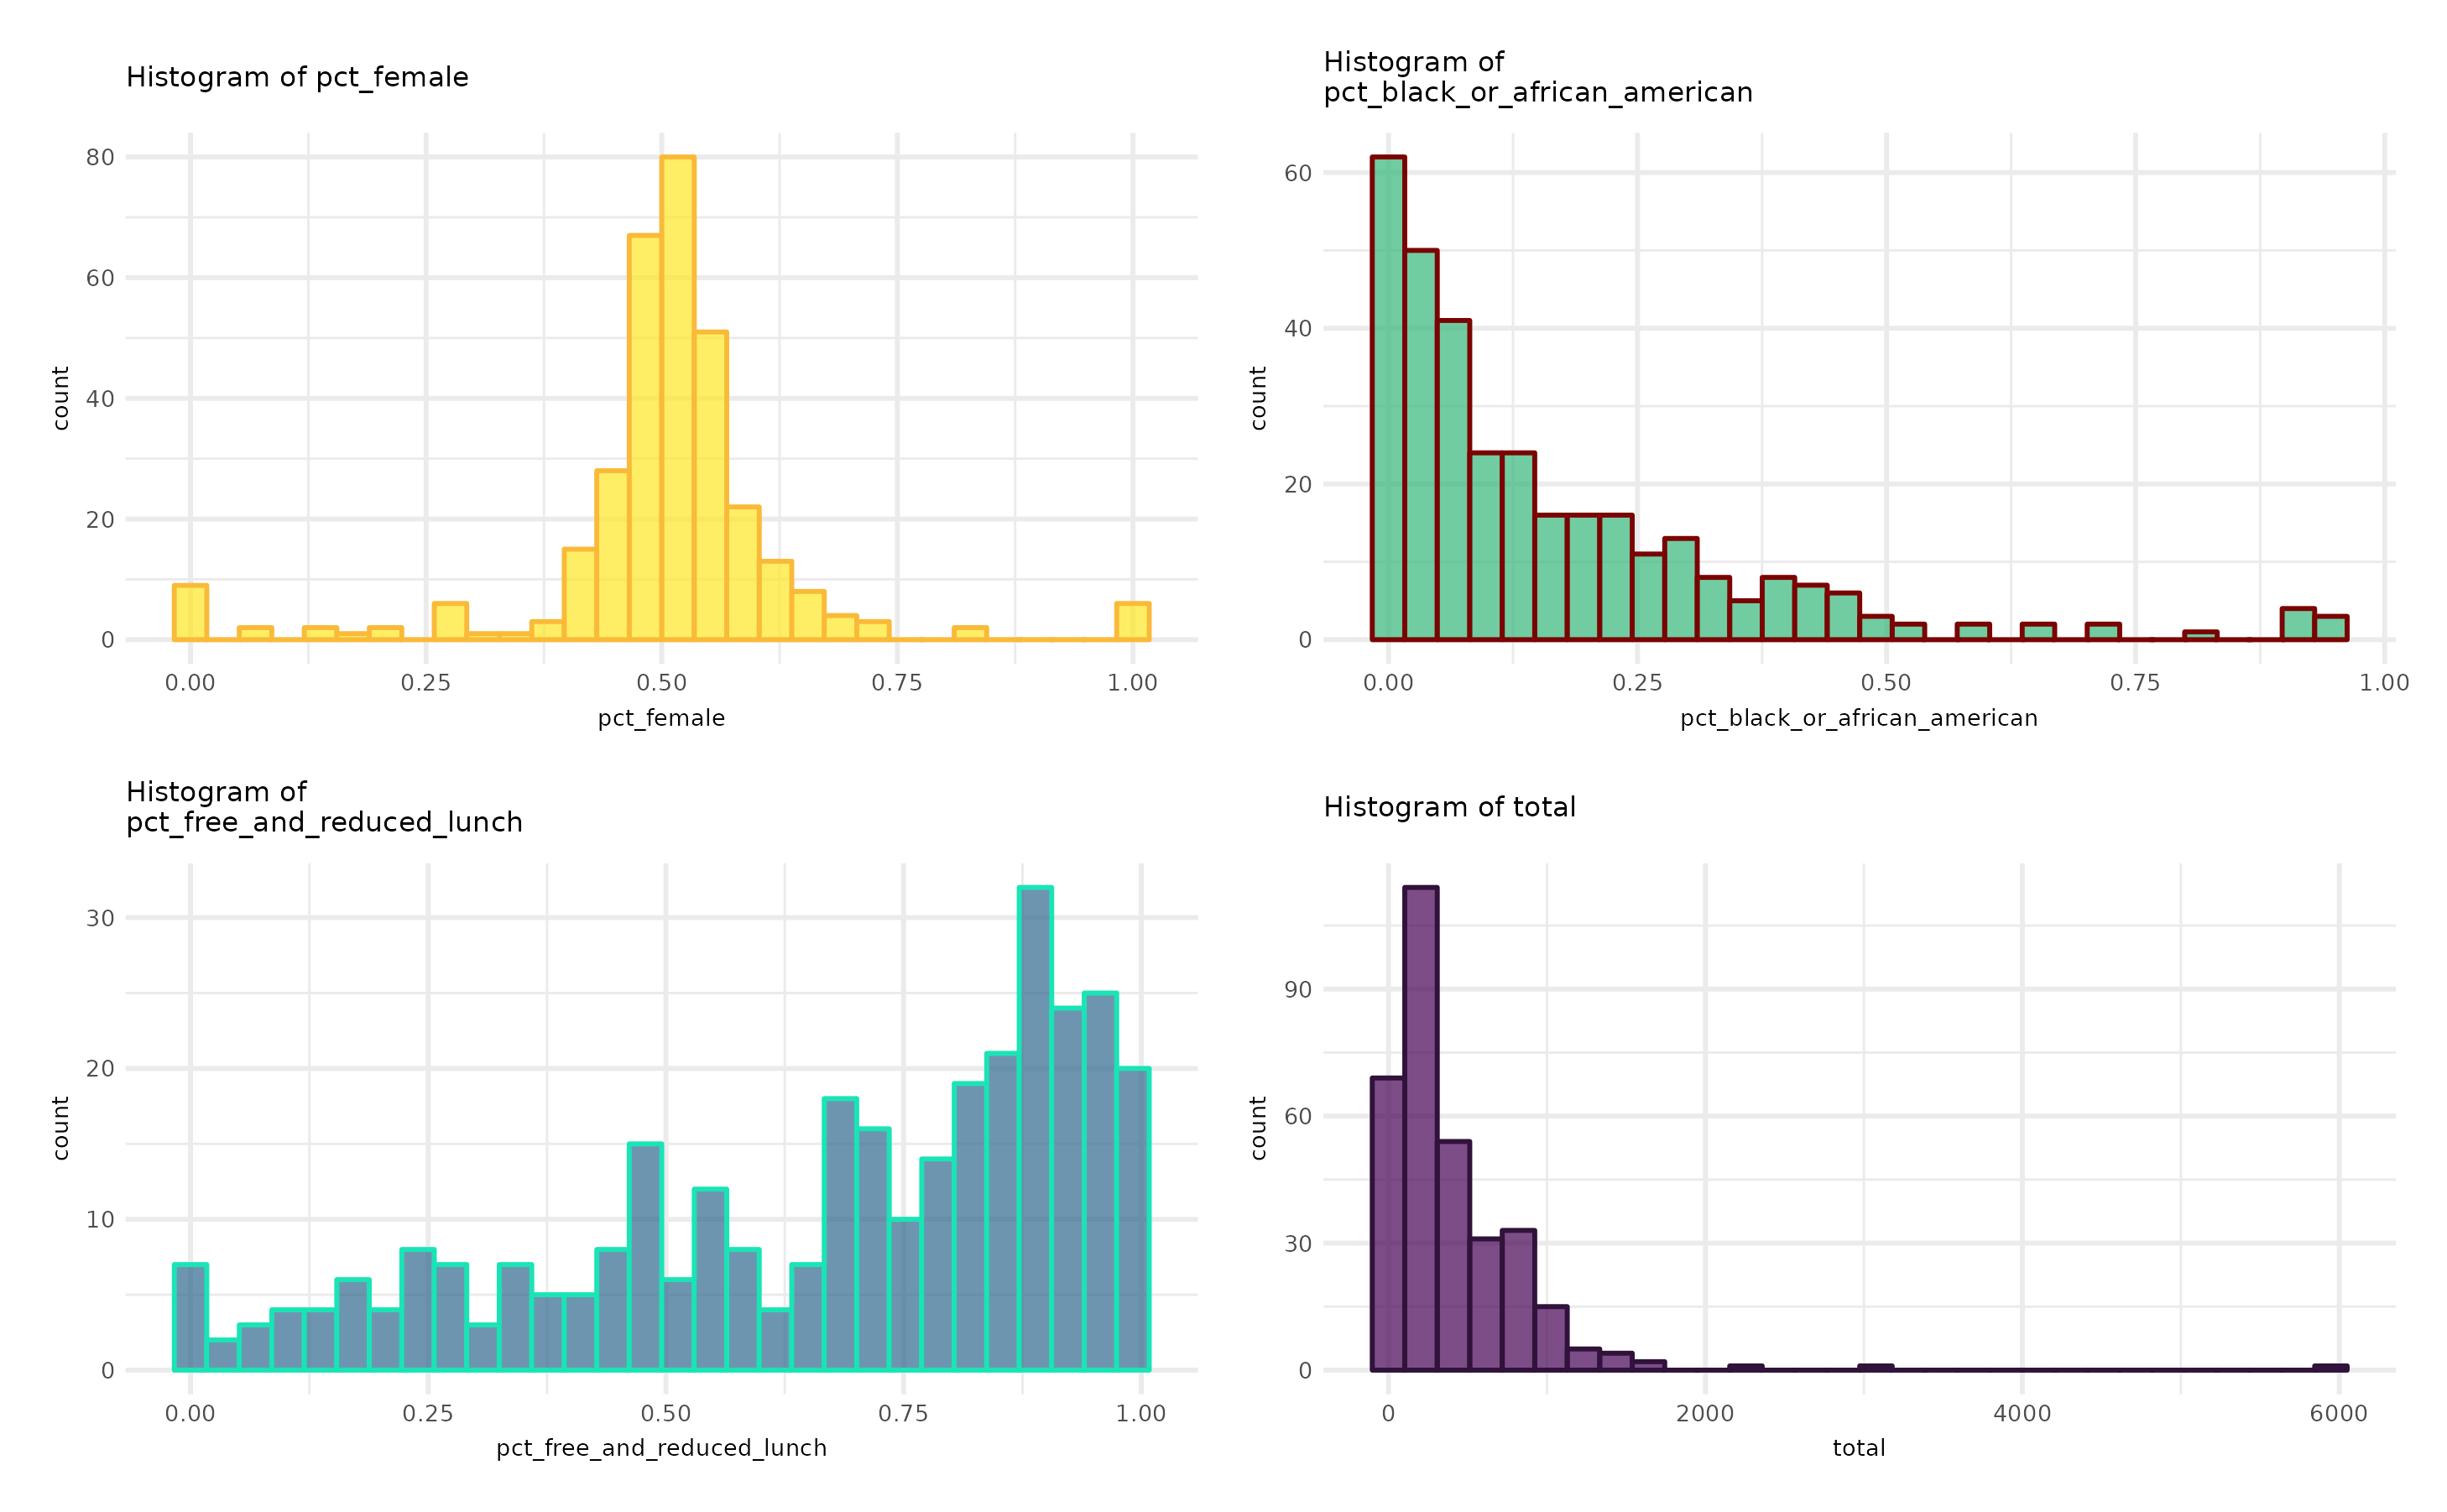 Histogram of pct_female
80
60
40
20
0
count
0.00 0.25 0.50 0.75 1.00
pct_female
Histogram of
pct_black_or_african_american
60
40
20
0
count
0.00 0.25 0.50 0.75 1.00
pct_black_or_african_american
Histogram of
pct_free_and_reduced_lunch
30
20
10
0
count
0.00 0.25 0.50 0.75 1.00
pct_free_and_reduced_lunch
Histogram of total
90
60
30
0
count
0 2000 4000 6000
total